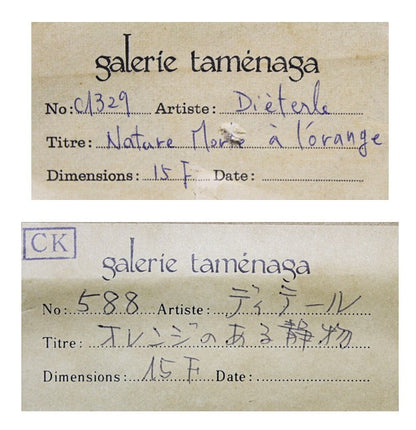 galerie taménaga
No: C1329 Artiste: Dièterle
Titre: Nature Morte à l'orange
Dimensions: 15 F Date:
CK
galerie taménaga
No: 588 Artiste: ディテール
Titre: オレンジのある静物
Dimensions: 15 F Date: